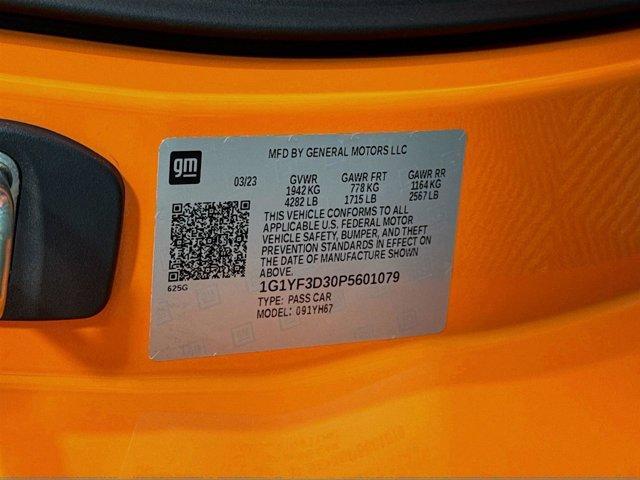 gm
MFD BY GENERAL MOTORS LLC
03/23
GVWR GAWR FRT GAWR RR
1942 KG 778 KG 1164 KG
4282 LB 1715 LB 2567 LB
THIS VEHICLE CONFORMS TO ALL
APPLICABLE U.S. FEDERAL MOTOR
VEHICLE SAFETY, BUMPER, AND THEFT
PREVENTION STANDARDS IN EFFECT ON
THE DATE OF MANUFACTURE SHOWN
ABOVE.
625G
1G1YF3D30P5601079
TYPE: PASS CAR
MODEL: 091YH67